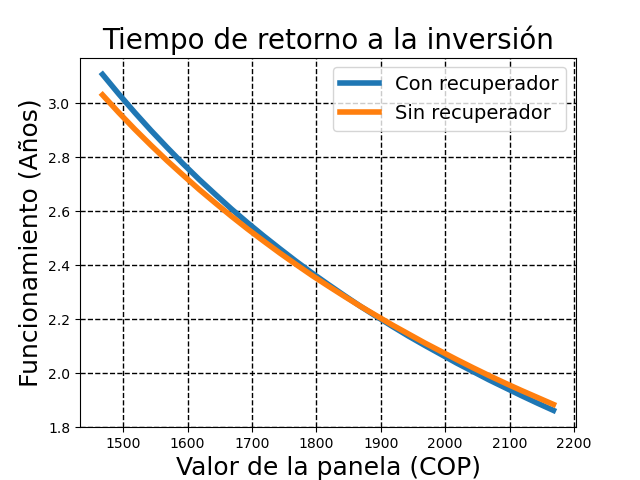 Tiempo de retorno a la inversión
Con recuperador
Sin recuperador
Funcionamiento (Años)
3.0
2.8
2.6
2.4
2.2
2.0
1.8
1500 1600 1700 1800 1900 2000 2100 2200
Valor de la panela (COP)